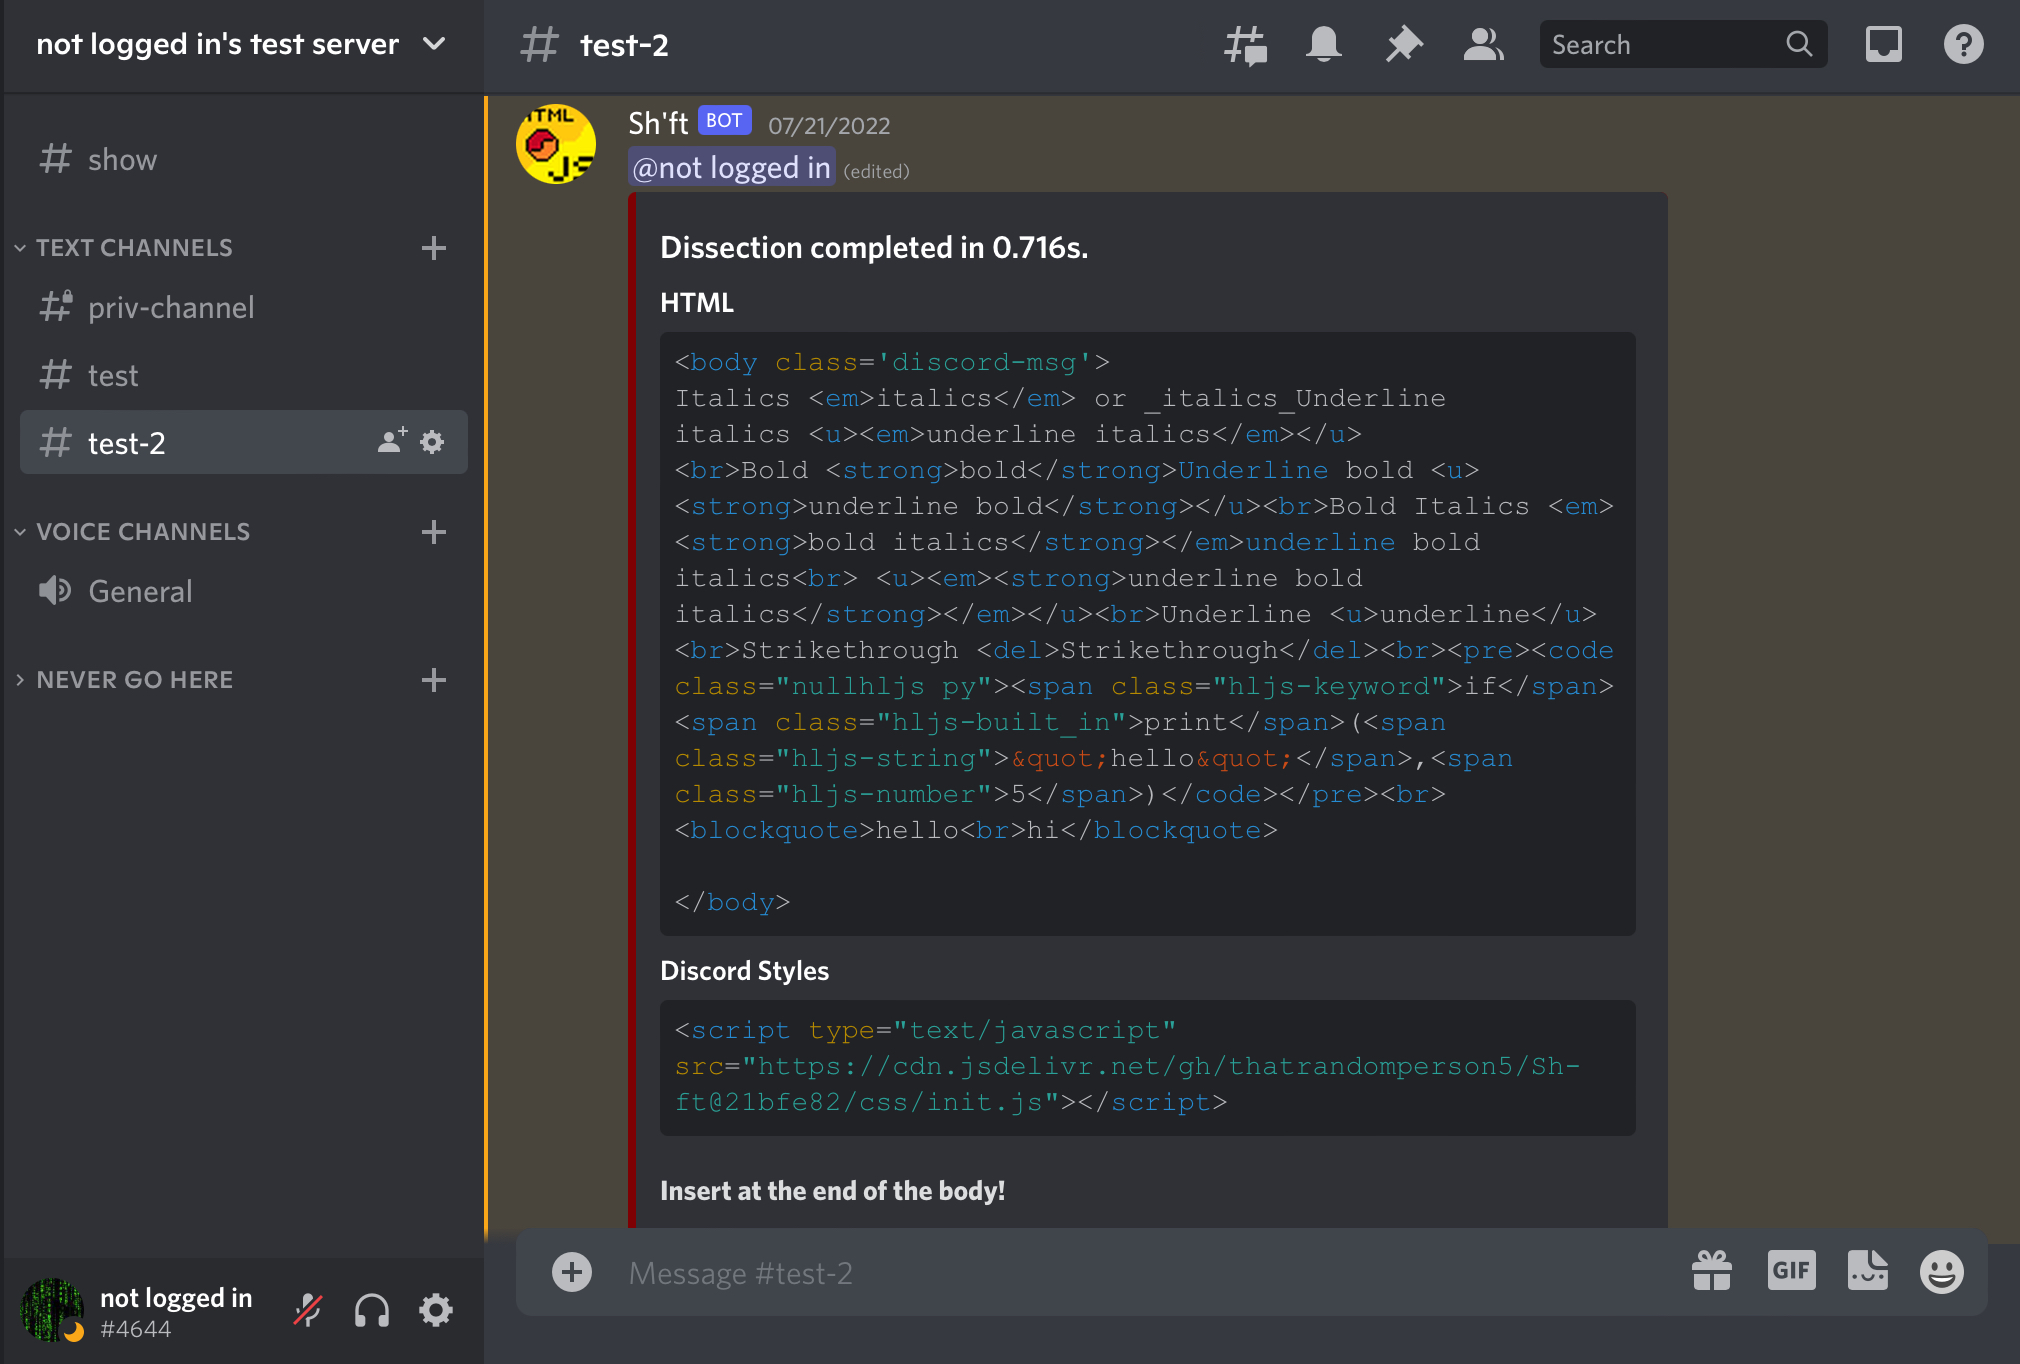 not logged in's test server
show
TEXT CHANNELS
priv-channel
test
test-2
VOICE CHANNELS
General
NEVER GO HERE
not logged in
#4644
test-2
Search
HTML
JS
Sh'ft BOT 07/21/2022
@not logged in (edited)
Dissection completed in 0.716s.
HTML
<body class='discord-msg'>
Italics <em>italics</em> or _italics_Underline
italics <u><em>underline italics</em></u>
<br>Bold <strong>bold</strong>Underline bold <u>
<strong>underline bold</strong></u><br>Bold Italics <em>
<strong>bold italics</strong></em>underline bold
italics<br> <u><em><strong>underline bold
italics</strong></em></u><br>Underline <u>underline</u>
<br>Strikethrough <del>Strikethrough</del><br><pre><code
class="nullhljs py"><span class="hljs-keyword">if</span>
<span class="hljs-built_in">print</span>(<span
class="hljs-string">&quot;hello&quot;</span>,<span
class="hljs-number">5</span>)</code></pre><br>
<blockquote>hello<br>hi</blockquote>
</body>
Discord Styles
<script type="text/javascript"
src="https://cdn.jsdelivr.net/gh/thatrandomperson5/Sh-
ft@21bfe82/css/init.js"></script>
Insert at the end of the body!
Message #test-2
GIF